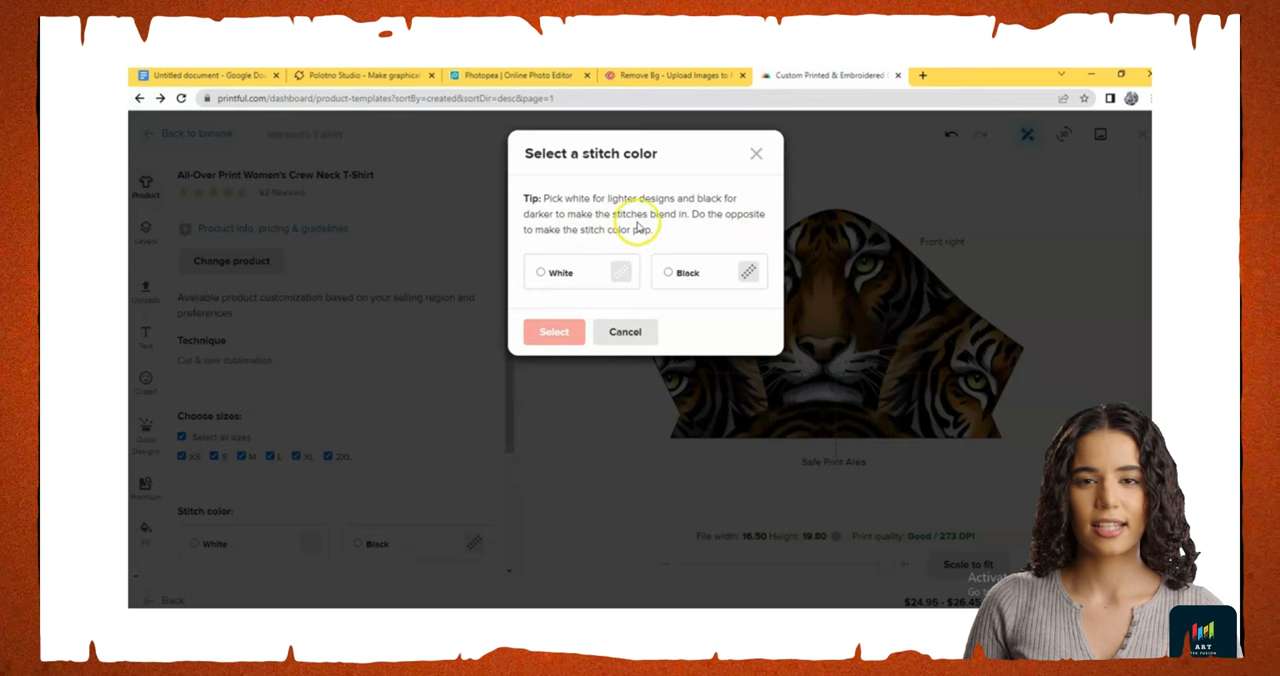 Untitled document - Google Do
Polotno Studio - Make graphical
Photopea | Online Photo Editor
Remove Bg - Upload Images to
Custom Printed & Embroidered
printful.com/dashboard/product-templates?sortBy=created&sortDir=desc&page=1
Back to browse
Women's T-shirt
Product
Layers
Uploads
Text
Clipart
Quick
Designs
Premium
Fill
All-Over Print Women's Crew Neck T-Shirt
92 Reviews
Product info, pricing & guidelines
Change product
Available product customization based on your selling region and
preferences
Technique
Cut & sew sublimation
Choose sizes:
Select all sizes
XS S M L XL 2XL
Stitch color:
White
Black
Back
Select a stitch color
Tip: Pick white for lighter designs and black for
darker to make the stitches blend in. Do the opposite
to make the stitch color pop.
White
Black
Select
Cancel
Front right
Safe Print Area
File width: 16.50 Height: 19.80 Print quality: Good / 273 DPI
Scale to fit
Activa
Go to
$24.95 - $26.45
ART